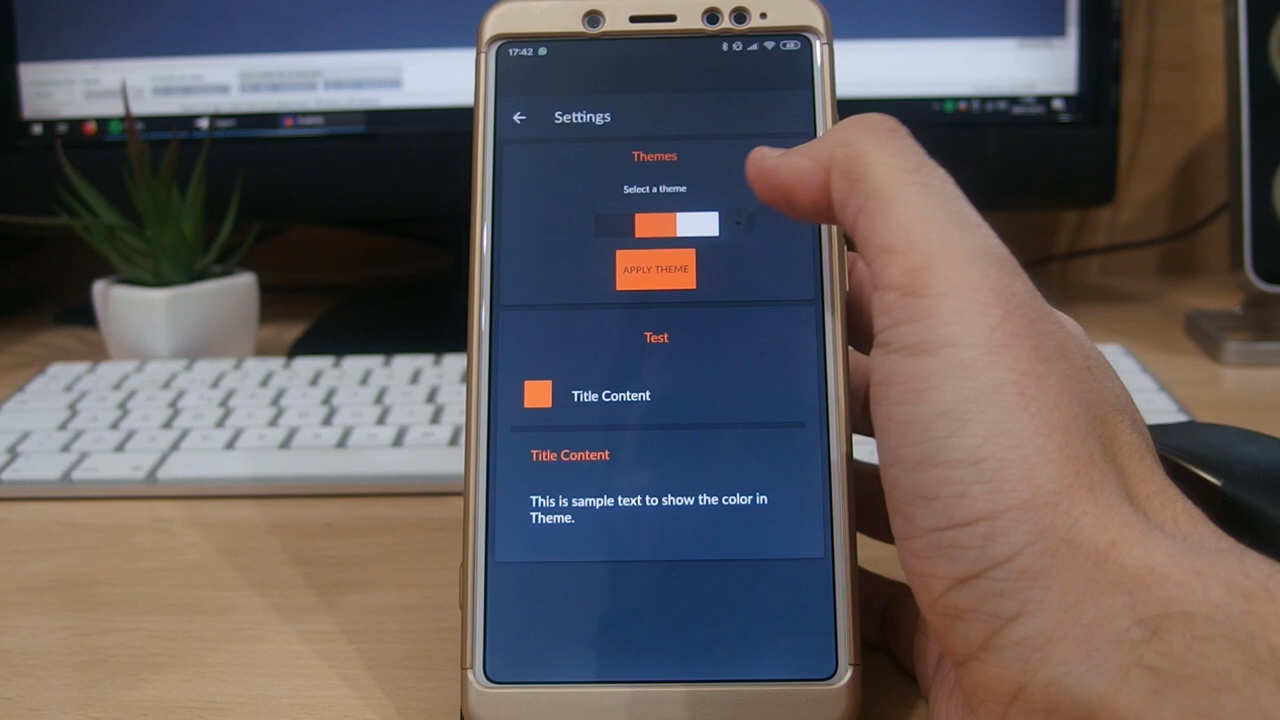 17:42
Settings
Themes
Select a theme
APPLY THEME
Test
Title Content
Title Content
This is sample text to show the color in
Theme.